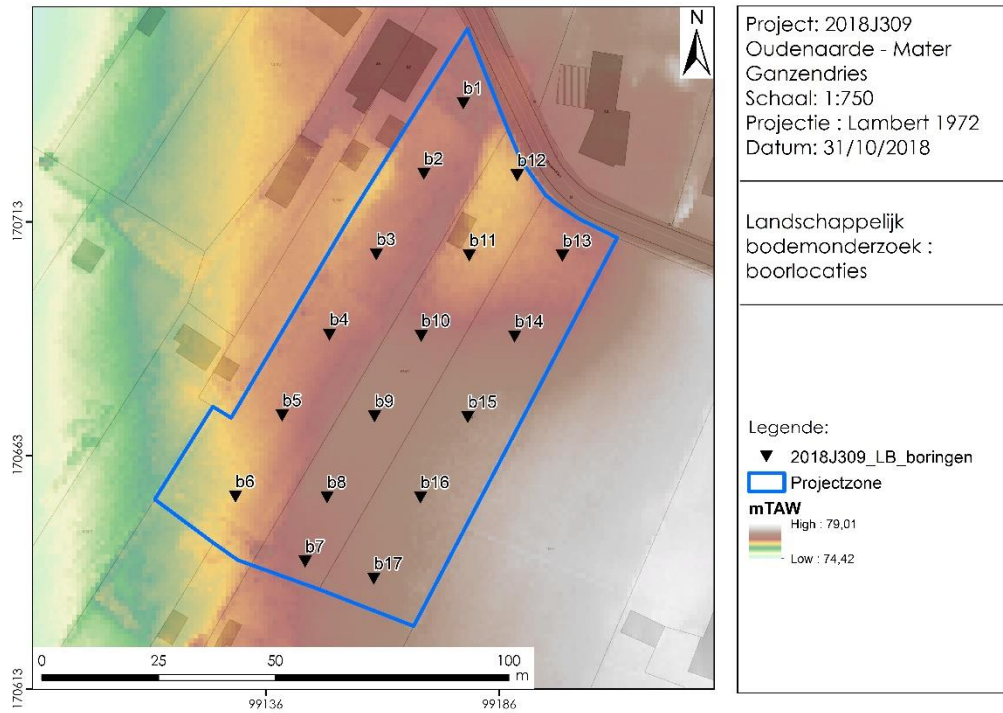 N
b1
b2
b12
b3
b11
b13
b4
b10
b14
b5
b9
b15
b6
b8
b16
b7
b17
170713
170663
170613
0 25 50 100
m
99136 99186
Project: 2018J309
Oudenaarde - Mater
Ganzendries
Schaal: 1:750
Projectie : Lambert 1972
Datum: 31/10/2018
Landschappelijk
bodemonderzoek :
boorlocaties
Legende:
2018J309_LB_boringen
Projectzone
mTAW
High : 79,01
Low : 74,42